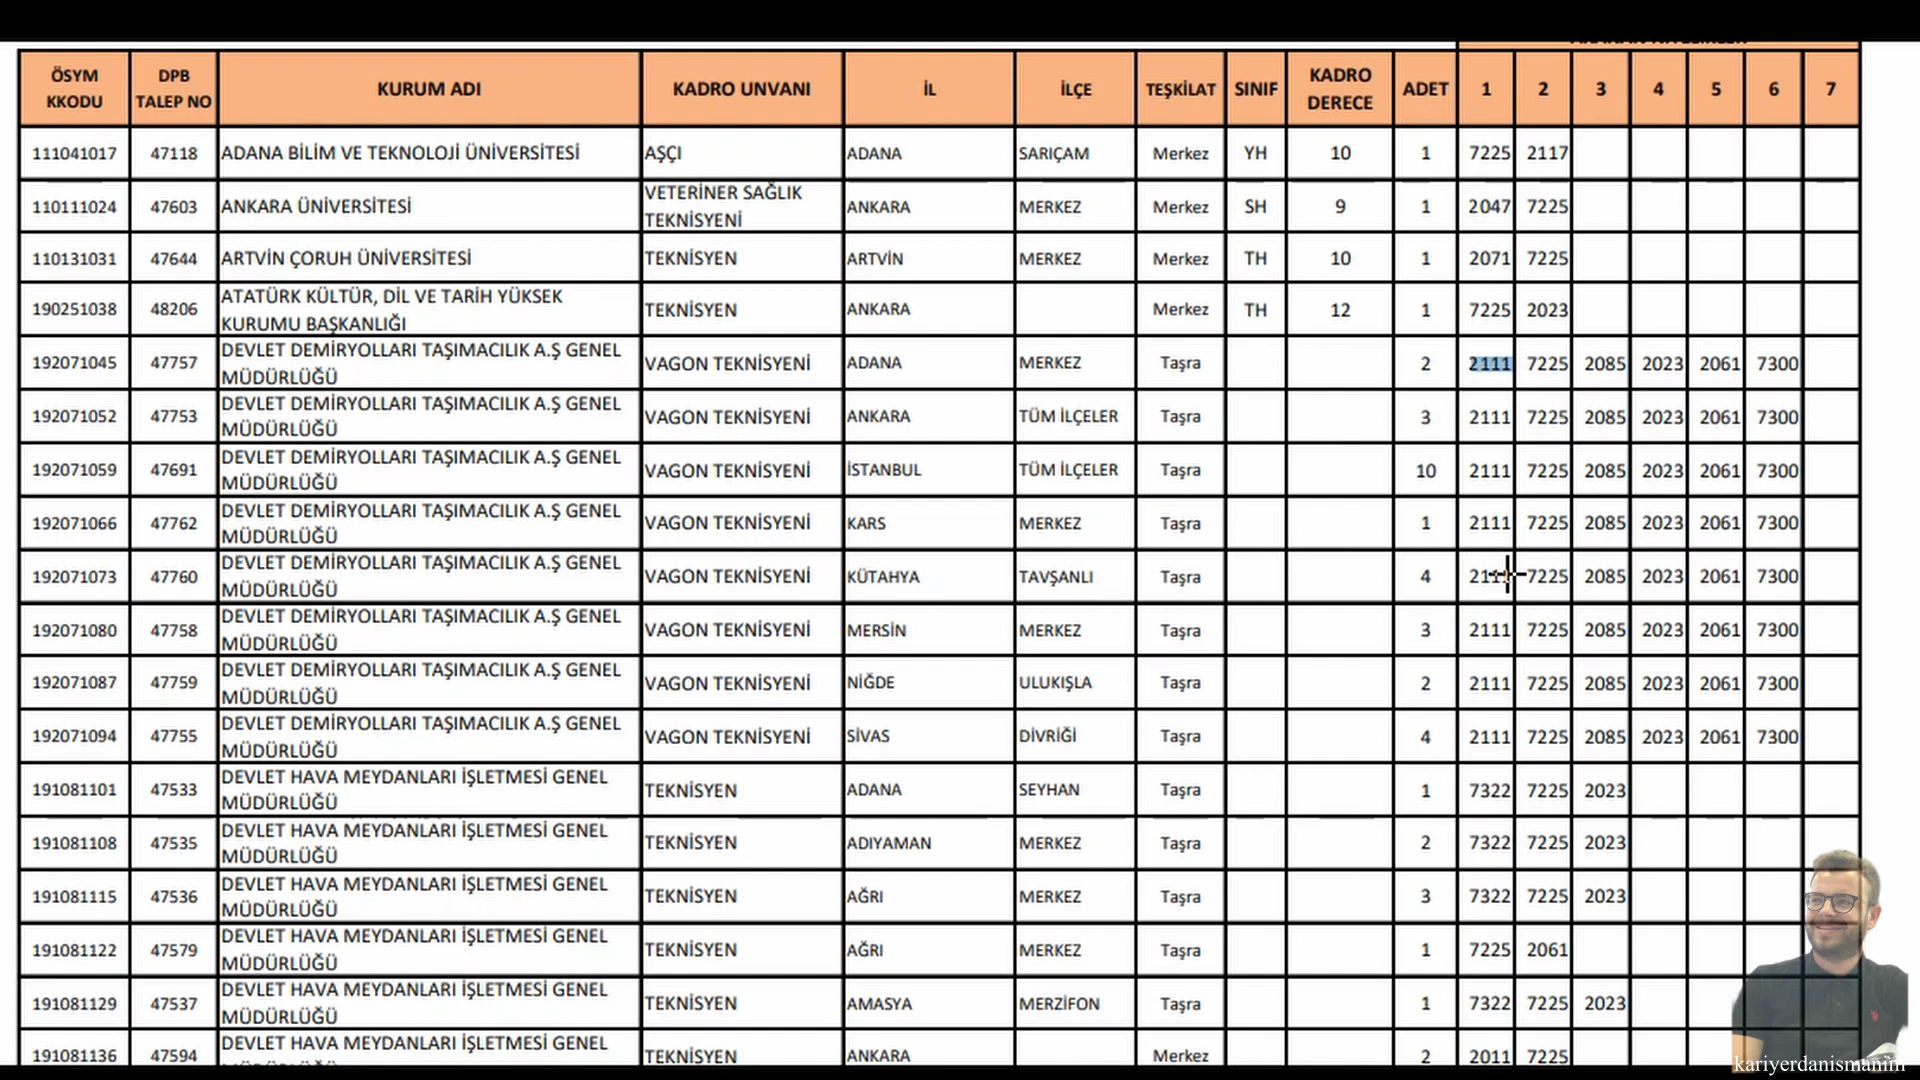 ÖSYM KKODU DPB TALEP NO KURUM ADI KADRO UNVANI İL İLÇE TEŞKİLAT SINIF KADRO DERECE ADET 1 2 3 4 5 6 7
111041017 47118 ADANA BİLİM VE TEKNOLOJİ ÜNİVERSİTESİ AŞÇI ADANA SARIÇAM Merkez YH 10 1 7225 2117
110111024 47603 ANKARA ÜNİVERSİTESİ VETERİNER SAĞLIK TEKNİSYENİ ANKARA MERKEZ Merkez SH 9 1 2047 7225
110131031 47644 ARTVİN ÇORUH ÜNİVERSİTESİ TEKNİSYEN ARTVİN MERKEZ Merkez TH 10 1 2071 7225
190251038 48206 ATATÜRK KÜLTÜR, DİL VE TARİH YÜKSEK KURUMU BAŞKANLIĞI TEKNİSYEN ANKARA Merkez TH 12 1 7225 2023
192071045 47757 DEVLET DEMİRYOLLARI TAŞIMACILIK A.Ş GENEL MÜDÜRLÜĞÜ VAGON TEKNİSYENİ ADANA MERKEZ Taşra 2 2111 7225 2085 2023 2061 7300
192071052 47753 DEVLET DEMİRYOLLARI TAŞIMACILIK A.Ş GENEL MÜDÜRLÜĞÜ VAGON TEKNİSYENİ ANKARA TÜM İLÇELER Taşra 3 2111 7225 2085 2023 2061 7300
192071059 47691 DEVLET DEMİRYOLLARI TAŞIMACILIK A.Ş GENEL MÜDÜRLÜĞÜ VAGON TEKNİSYENİ İSTANBUL TÜM İLÇELER Taşra 10 2111 7225 2085 2023 2061 7300
192071066 47762 DEVLET DEMİRYOLLARI TAŞIMACILIK A.Ş GENEL MÜDÜRLÜĞÜ VAGON TEKNİSYENİ KARS MERKEZ Taşra 1 2111 7225 2085 2023 2061 7300
192071073 47760 DEVLET DEMİRYOLLARI TAŞIMACILIK A.Ş GENEL MÜDÜRLÜĞÜ VAGON TEKNİSYENİ KÜTAHYA TAVŞANLI Taşra 4 2111 7225 2085 2023 2061 7300
192071080 47758 DEVLET DEMİRYOLLARI TAŞIMACILIK A.Ş GENEL MÜDÜRLÜĞÜ VAGON TEKNİSYENİ MERSİN MERKEZ Taşra 3 2111 7225 2085 2023 2061 7300
192071087 47759 DEVLET DEMİRYOLLARI TAŞIMACILIK A.Ş GENEL MÜDÜRLÜĞÜ VAGON TEKNİSYENİ NİĞDE ULUKIŞLA Taşra 2 2111 7225 2085 2023 2061 7300
192071094 47755 DEVLET DEMİRYOLLARI TAŞIMACILIK A.Ş GENEL MÜDÜRLÜĞÜ VAGON TEKNİSYENİ SİVAS DİVRİĞİ Taşra 4 2111 7225 2085 2023 2061 7300
191081101 47533 DEVLET HAVA MEYDANLARI İŞLETMESİ GENEL MÜDÜRLÜĞÜ TEKNİSYEN ADANA SEYHAN Taşra 1 7322 7225 2023
191081108 47535 DEVLET HAVA MEYDANLARI İŞLETMESİ GENEL MÜDÜRLÜĞÜ TEKNİSYEN ADIYAMAN MERKEZ Taşra 2 7322 7225 2023
191081115 47536 DEVLET HAVA MEYDANLARI İŞLETMESİ GENEL MÜDÜRLÜĞÜ TEKNİSYEN AĞRI MERKEZ Taşra 3 7322 7225 2023
191081122 47579 DEVLET HAVA MEYDANLARI İŞLETMESİ GENEL MÜDÜRLÜĞÜ TEKNİSYEN AĞRI MERKEZ Taşra 1 7225 2061
191081129 47537 DEVLET HAVA MEYDANLARI İŞLETMESİ GENEL MÜDÜRLÜĞÜ TEKNİSYEN AMASYA MERZİFON Taşra 1 7322 7225 2023
191081136 47594 DEVLET HAVA MEYDANLARI İŞLETMESİ GENEL TEKNİSYEN ANKARA Merkez 2 2011 7225
kariyerdanismanim